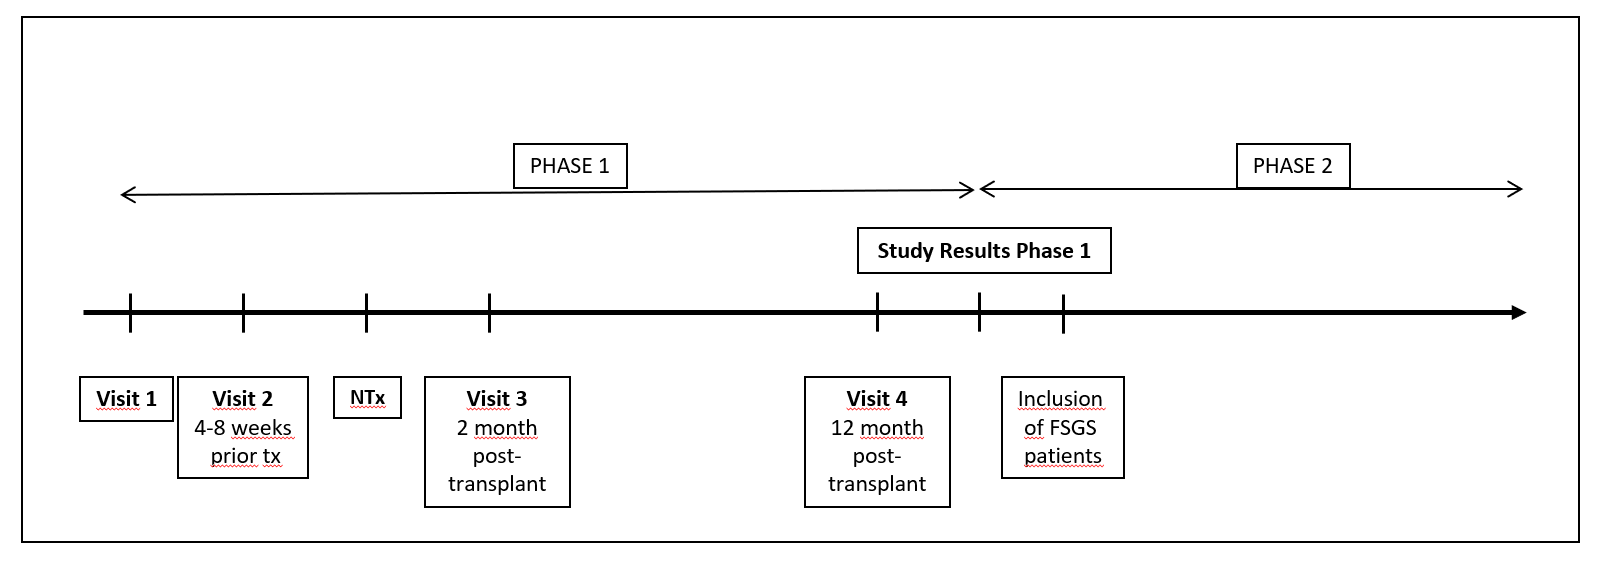 PHASE 1
PHASE 2
Study Results Phase 1
Visit 1
Visit 2
4-8 weeks
prior tx
NTx
Visit 3
2 month
post-
transplant
Visit 4
12 month
post-
transplant
Inclusion
of FSGS
patients